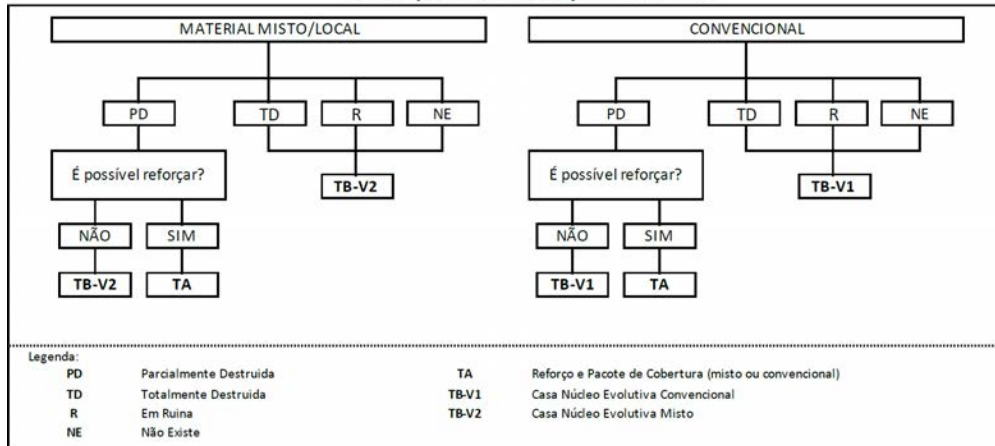 MATERIAL MISTO/LOCAL
PD TD R NE
É possível reforçar?
TB-V2
NÃO SIM
TB-V2 TA
CONVENCIONAL
PD TD R NE
É possível reforçar?
TB-V1
NÃO SIM
TB-V1 TA
Legenda:
PD Parcialmente Destruida TA Reforço e Pacote de Cobertura (misto ou convencional)
TD Totalmente Destruida TB-V1 Casa Núcleo Evolutiva Convencional
R Em Ruina TB-V2 Casa Núcleo Evolutiva Misto
NE Não Existe